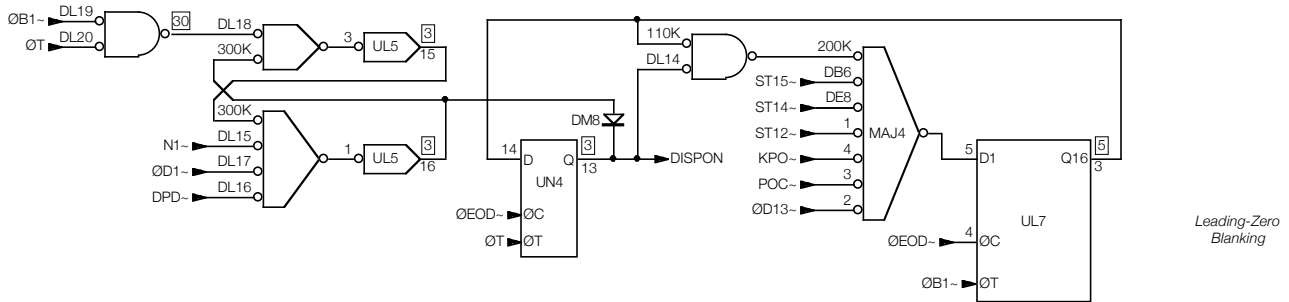 ØB1~ DL19
ØT DL20
30
DL18
300K
3 UL5 3
15
300K
N1~ DL15
ØD1~ DL17
DPD~ DL16
1 UL5 3
16
DM8
14 D Q 3
13
UN4
ØEOD~ ØC
ØT ØT
DISPON
110K
DL14
200K
ST15~ DB6
ST14~ DE8
ST12~ 1
KPO~ 4
POC~ 3
ØD13~ 2
MAJ4
5 D1 Q16 5
3
UL7
ØEOD~ 4 ØC
ØB1~ ØT
Leading-Zero
Blanking